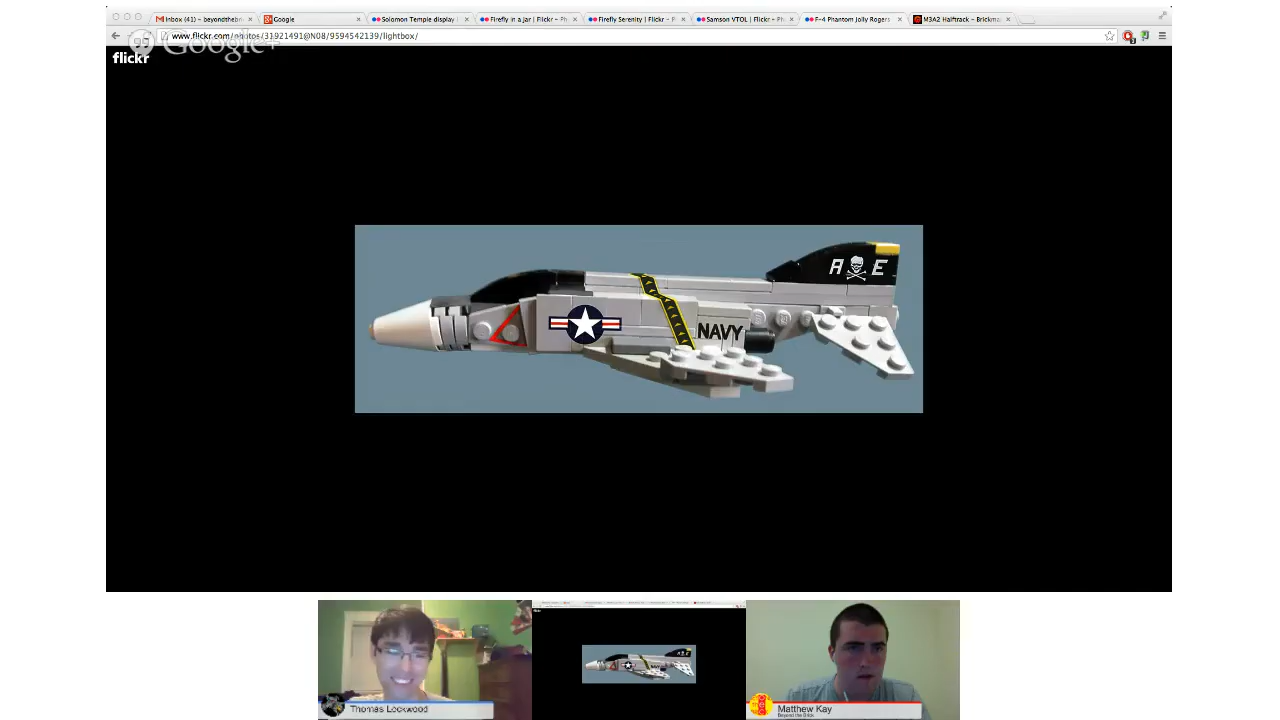 Inbox (41) – beyondthebr
Google
Solomon Temple display
Firefly in a jar | Flickr – Ph
Firefly Serenity | Flickr – P
Samson VTOL | Flickr – Pho
F-4 Phantom Jolly Rogers
M3A2 Halftrack – Brickma
www.flickr.com/photos/31921491@N08/9594542139/lightbox/
Google+
flickr
A E
NAVY
Thomas Lockwood
Matthew Kay
Beyond the Brick